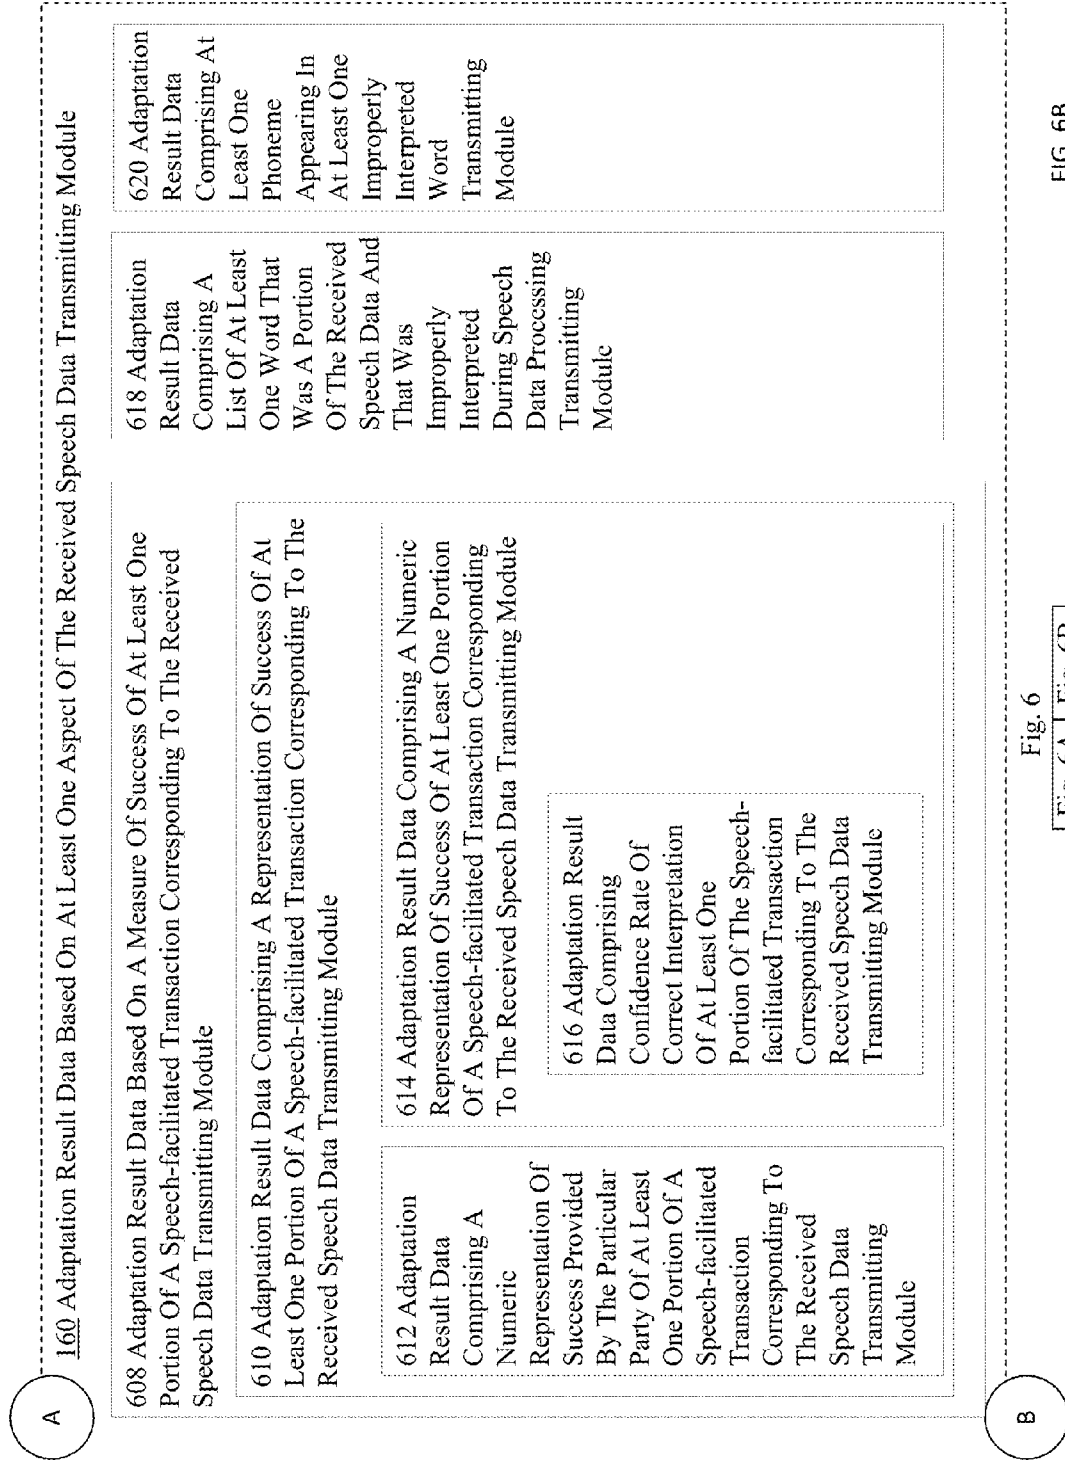 A
160 Adaptation Result Data Based On At Least One Aspect Of The Received Speech Data Transmitting Module
608 Adaptation Result Data Based On A Measure Of Success Of At Least One
Portion Of A Speech-facilitated Transaction Corresponding To The Received
Speech Data Transmitting Module
610 Adaptation Result Data Comprising A Representation Of Success Of At
Least One Portion Of A Speech-facilitated Transaction Corresponding To The
Received Speech Data Transmitting Module
612 Adaptation
Result Data
Comprising A
Numeric
Representation Of
Success Provided
By The Particular
Party Of At Least
One Portion Of A
Speech-facilitated
Transaction
Corresponding To
The Received
Speech Data
Transmitting
Module
614 Adaptation Result Data Comprising A Numeric
Representation Of Success Of At Least One Portion
Of A Speech-facilitated Transaction Corresponding
To The Received Speech Data Transmitting Module
616 Adaptation Result
Data Comprising
Confidence Rate Of
Correct Interpretation
Of At Least One
Portion Of The Speech-
facilitated Transaction
Corresponding To The
Received Speech Data
Transmitting Module
618 Adaptation
Result Data
Comprising A
List Of At Least
One Word That
Was A Portion
Of The Received
Speech Data And
That Was
Improperly
Interpreted
During Speech
Data Processing
Transmitting
Module
620 Adaptation
Result Data
Comprising At
Least One
Phoneme
Appearing In
At Least One
Improperly
Interpreted
Word
Transmitting
Module
B
Fig. 6
Fig. 6A Fig. 6B
FIG. 6B